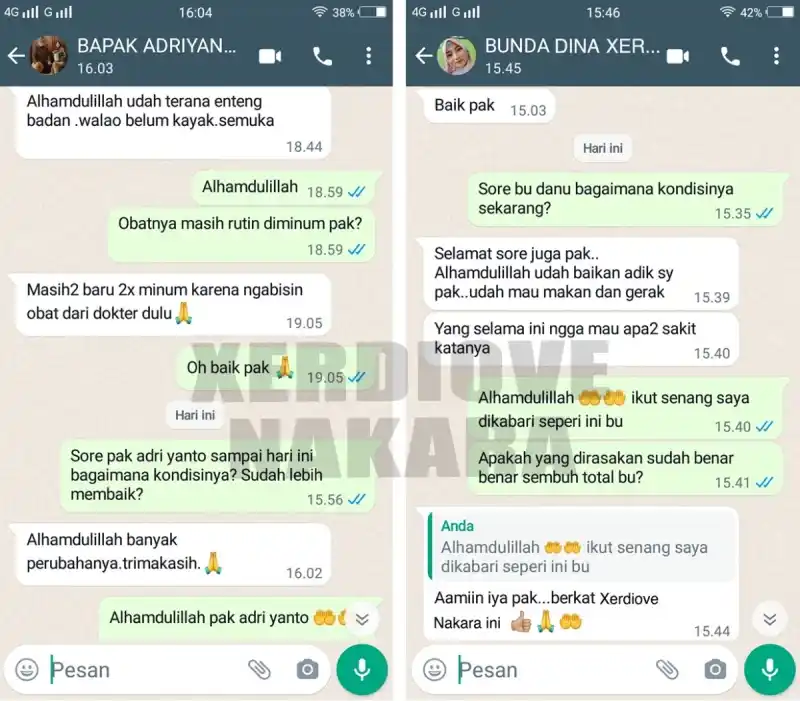 4G G 16:04 38%
BAPAK ADRIYAN...
16.03
Alhamdulillah udah terana enteng
badan .walao belum kayak.semuka
18.44
Alhamdulillah 18.59
Obatnya masih rutin diminum pak?
18.59
Masih2 baru 2x minum karena ngabisin
obat dari dokter dulu🙏
19.05
Oh baik pak 🙏 19.05
Hari ini
Sore pak adri yanto sampai hari ini
bagaimana kondisinya? Sudah lebih
membaik?
15.56
Alhamdulillah banyak
perubahanya.trimakasih.🙏
16.02
Alhamdulillah pak adri yanto 🤲
Pesan
4G G 15:46 42%
BUNDA DINA XER...
15.45
Baik pak 15.03
Hari ini
Sore bu danu bagaimana kondisinya
sekarang?
15.35
Selamat sore juga pak..
Alhamdulillah udah baikan adik sy
pak..udah mau makan dan gerak
15.39
Yang selama ini ngga mau apa2 sakit
katanya
15.40
Alhamdulillah 🤲🤲 ikut senang saya
dikabari seperi ini bu
15.40
Apakah yang dirasakan sudah benar
benar sembuh total bu?
15.41
Anda
Alhamdulillah 🤲🤲 ikut senang saya
dikabari seperi ini bu
Aamiin iya pak...berkat Xerdiove
Nakara ini 👍🙏🤲
15.44
Pesan
XERDIOVE
NAKARA